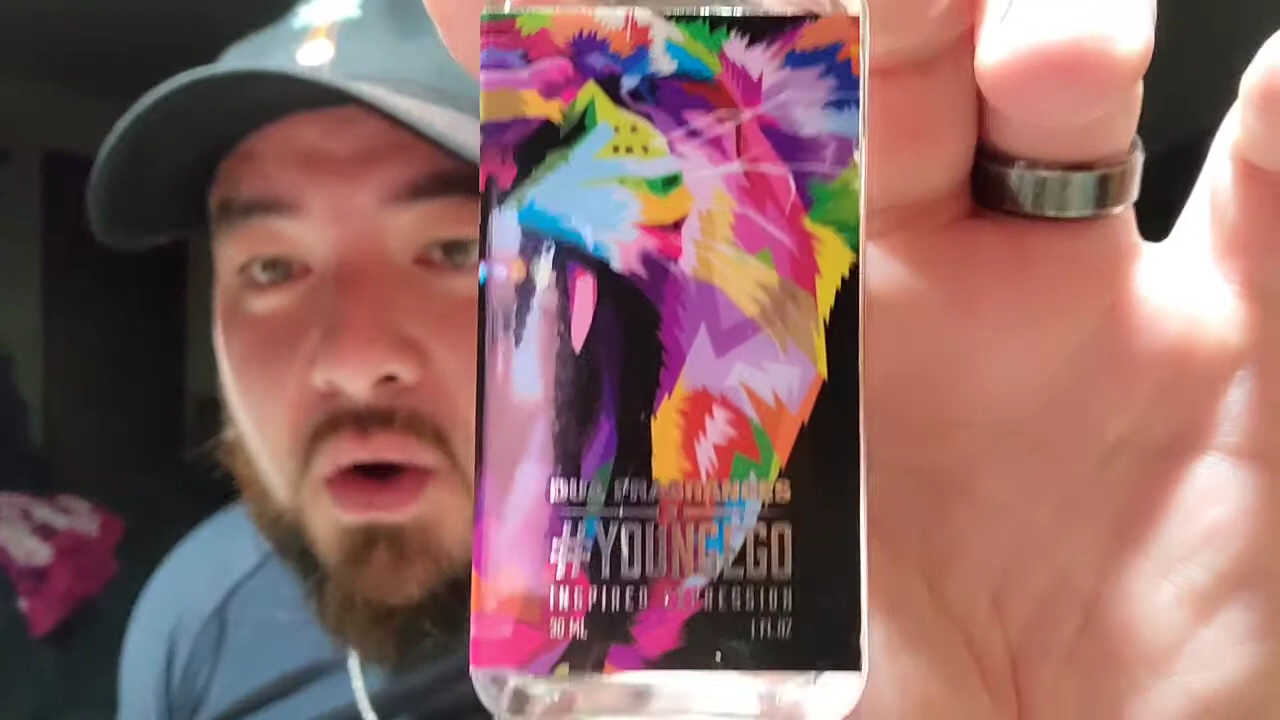 DUA FRAGRANCES
#YOUNGEGO
INSPIRED EXPRESSION
30 ML
1 FL.OZ